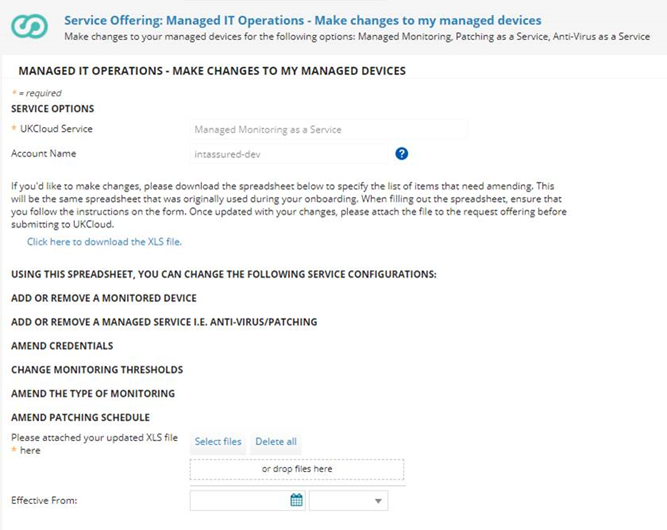 Service Offering: Managed IT Operations - Make changes to my managed devices
Make changes to your managed devices for the following options: Managed Monitoring, Patching as a Service, Anti-Virus as a Service
MANAGED IT OPERATIONS - MAKE CHANGES TO MY MANAGED DEVICES
* = required
SERVICE OPTIONS
* UKCloud Service
Managed Monitoring as a Service
Account Name
intassured-dev
?
If you'd like to make changes, please download the spreadsheet below to specify the list of items that need amending. This
will be the same spreadsheet that was originally used during your onboarding. When filling out the spreadsheet, ensure that
you follow the instructions on the form. Once updated with your changes, please attach the file to the request offering before
submitting to UKCloud.
Click here to download the XLS file.
USING THIS SPREADSHEET, YOU CAN CHANGE THE FOLLOWING SERVICE CONFIGURATIONS:
ADD OR REMOVE A MONITORED DEVICE
ADD OR REMOVE A MANAGED SERVICE I.E. ANTI-VIRUS/PATCHING
AMEND CREDENTIALS
CHANGE MONITORING THRESHOLDS
AMEND THE TYPE OF MONITORING
AMEND PATCHING SCHEDULE
Please attached your updated XLS file
* here
Select files
Delete all
or drop files here
Effective From: